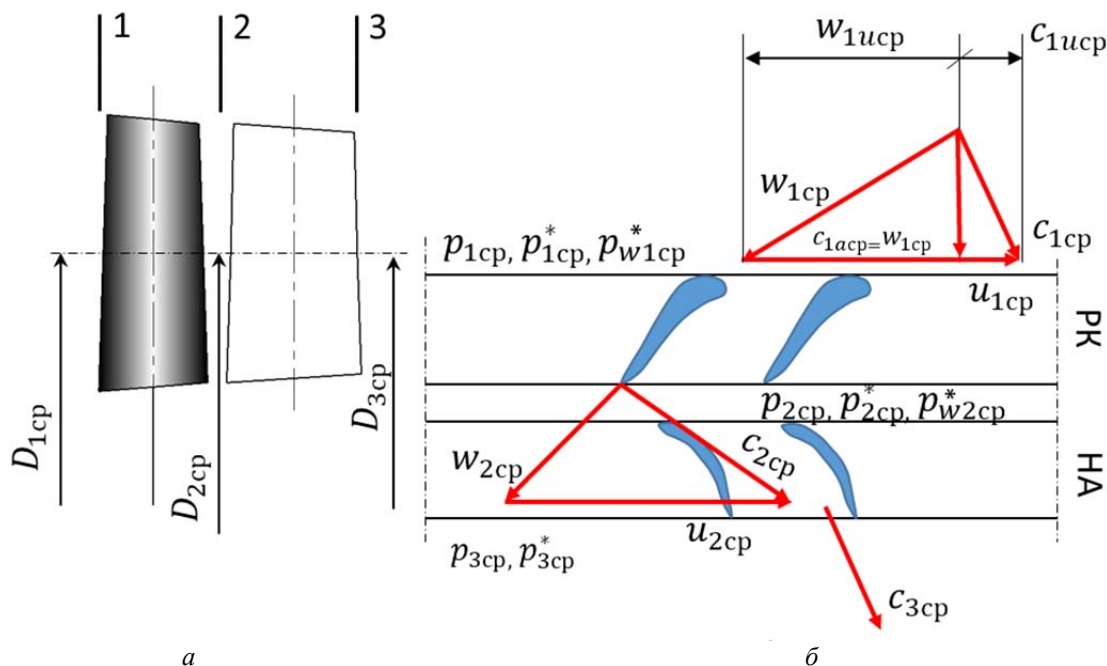 1 2 3
D₁ср
D₂ср
D₃ср
w₁uср
c₁uср
w₁ср
c₁ср
c₁aср=w₁ср
u₁ср
p₁ср, p*₁ср, p*w1ср
РК
p₂ср, p*₂ср, p*w2ср
НА
w₂ср
c₂ср
u₂ср
p₃ср, p*₃ср
c₃ср
а
б